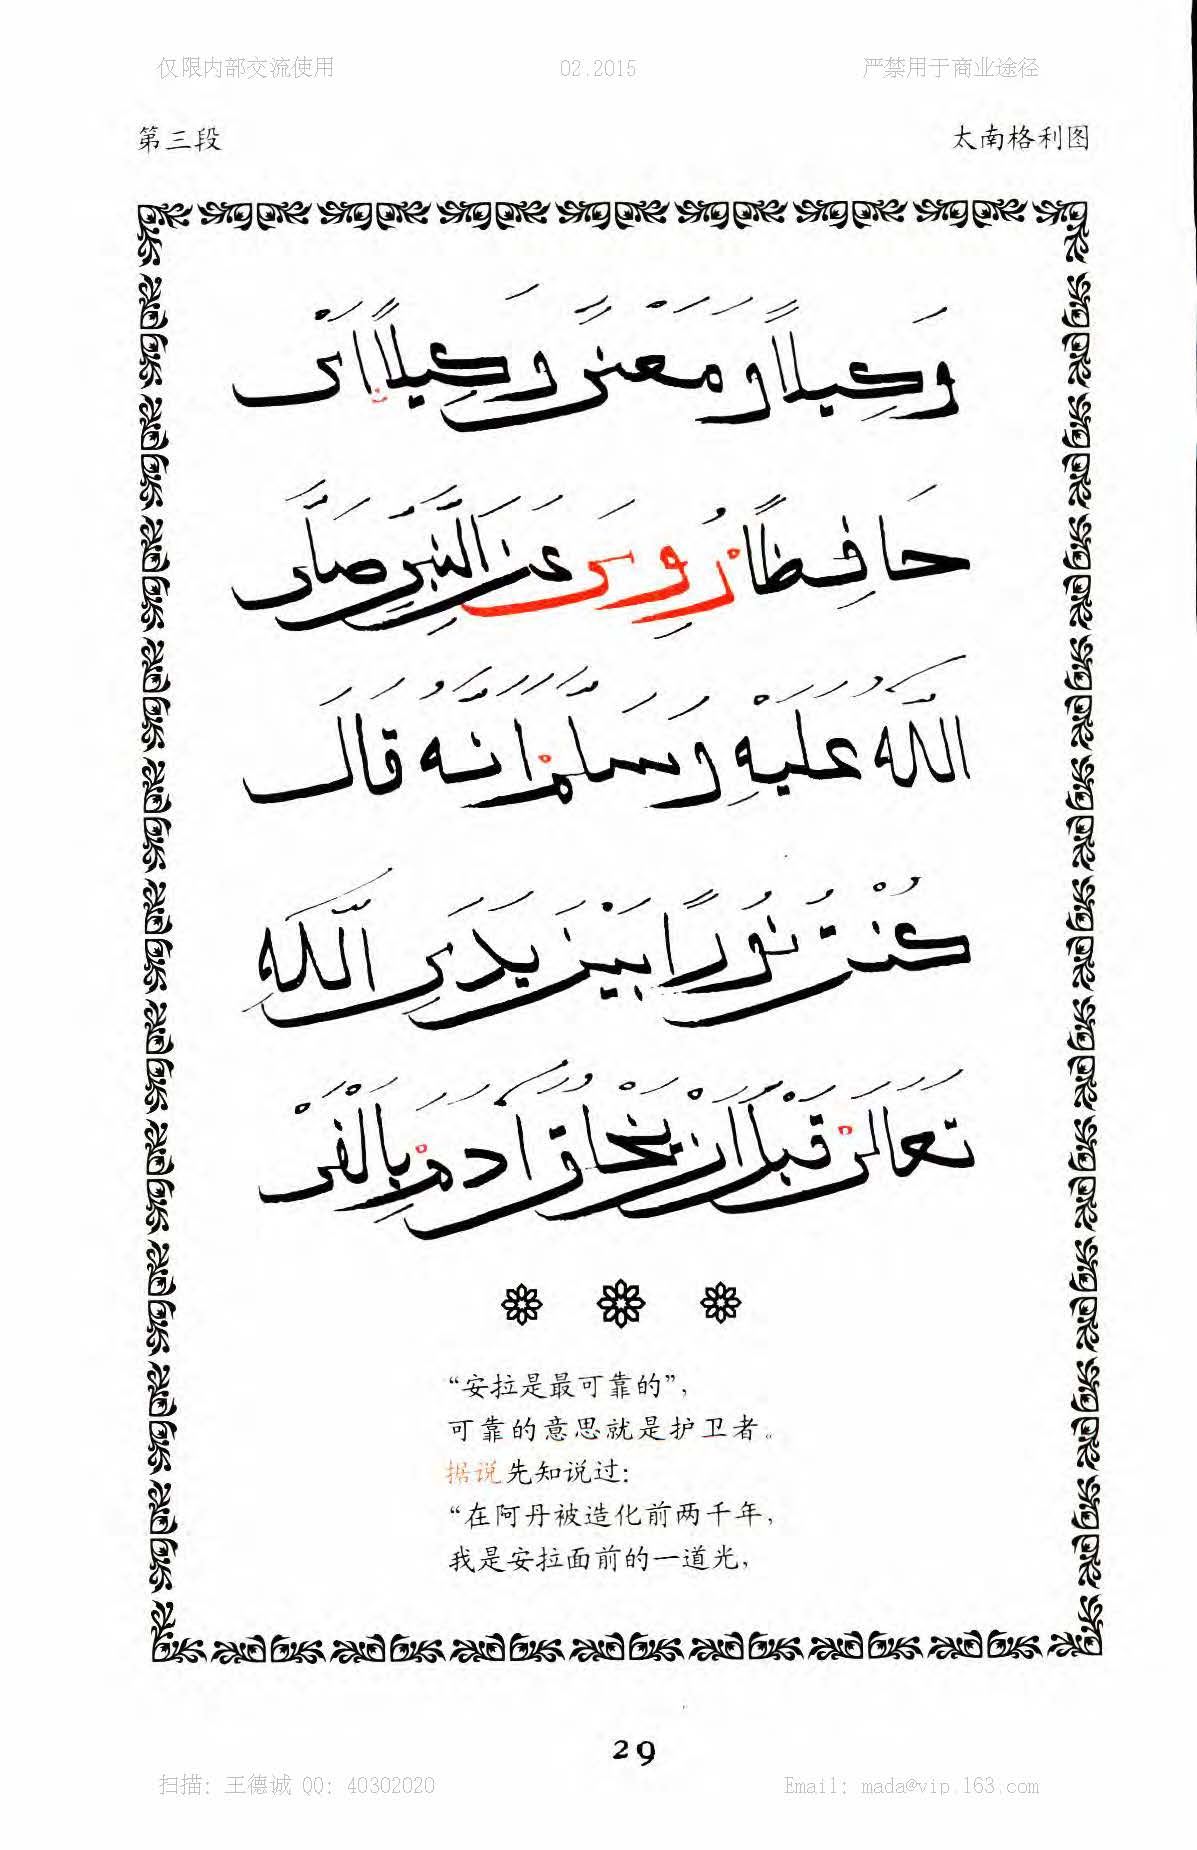 仅限内部交流使用 02.2015 严禁用于商业途径
第三段 太南格利图
وَكِيلًا وَمَعْنَى وَكِيلًا أَيْ
حَافِظًا رُوِيَ عَنِ النَّبِيِّ صَلَّى
اللَّهُ عَلَيْهِ وَسَلَّمَ اَنَّهُ قَالَ
كُنْتُ نُورًا بَيْنَ يَدَيِ اللَّهِ
تَعَالَى قَبْلَ اَنْ يَخْلُقَ آدَمَ بِالْفَيْ
“安拉是最可靠的”，
可靠的意思就是护卫者。
据说先知说过：
“在阿丹被造化前两千年，
我是安拉面前的一道光，
29
扫描：王德诚 QQ：40302020 Email：mada@vip.163.com